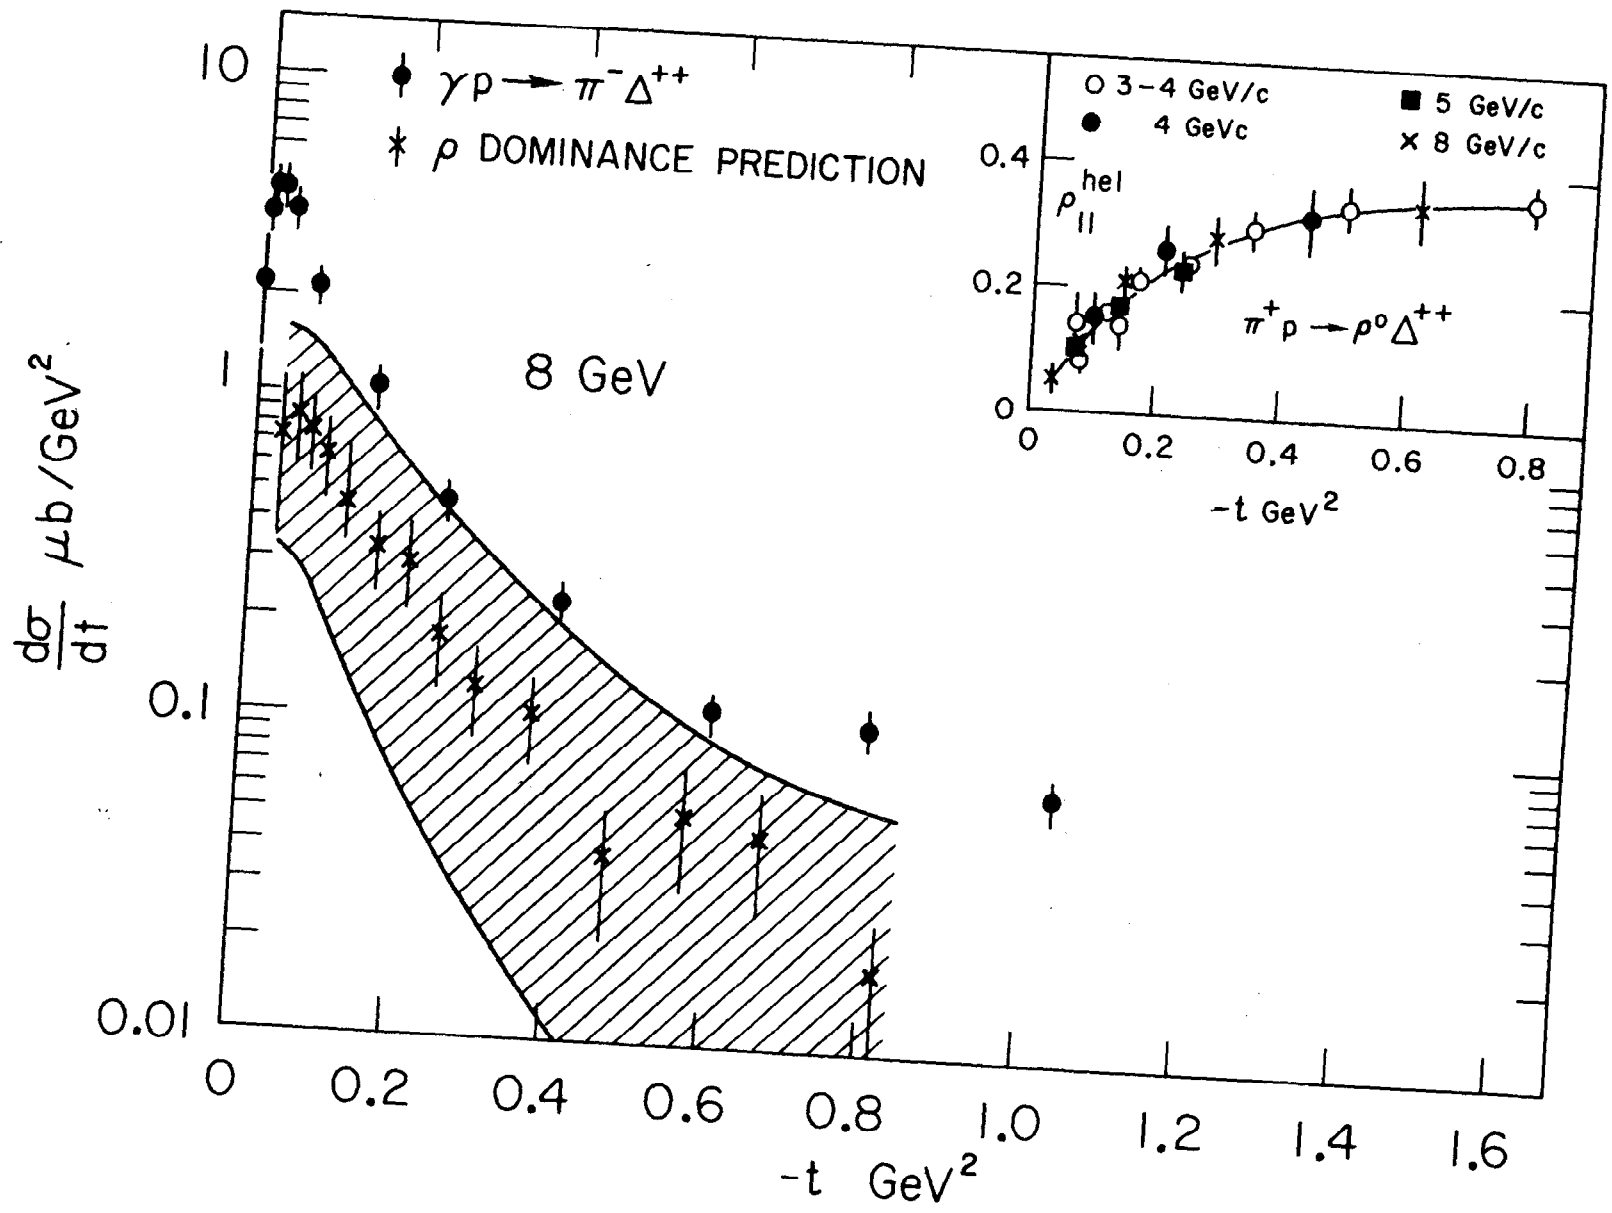 10
1
0.1
0.01
dσ/dt μb/GeV²
γp → π⁻Δ⁺⁺
ρ DOMINANCE PREDICTION
8 GeV
0 0.2 0.4 0.6 0.8 1.0 1.2 1.4 1.6
-t GeV²
3-4 GeV/c
4 GeVc
5 GeV/c
8 GeV/c
0.4
ρ₁₁ʰᵉˡ
0.2
π⁺p → ρ⁰Δ⁺⁺
0
0 0.2 0.4 0.6 0.8
-t GeV²